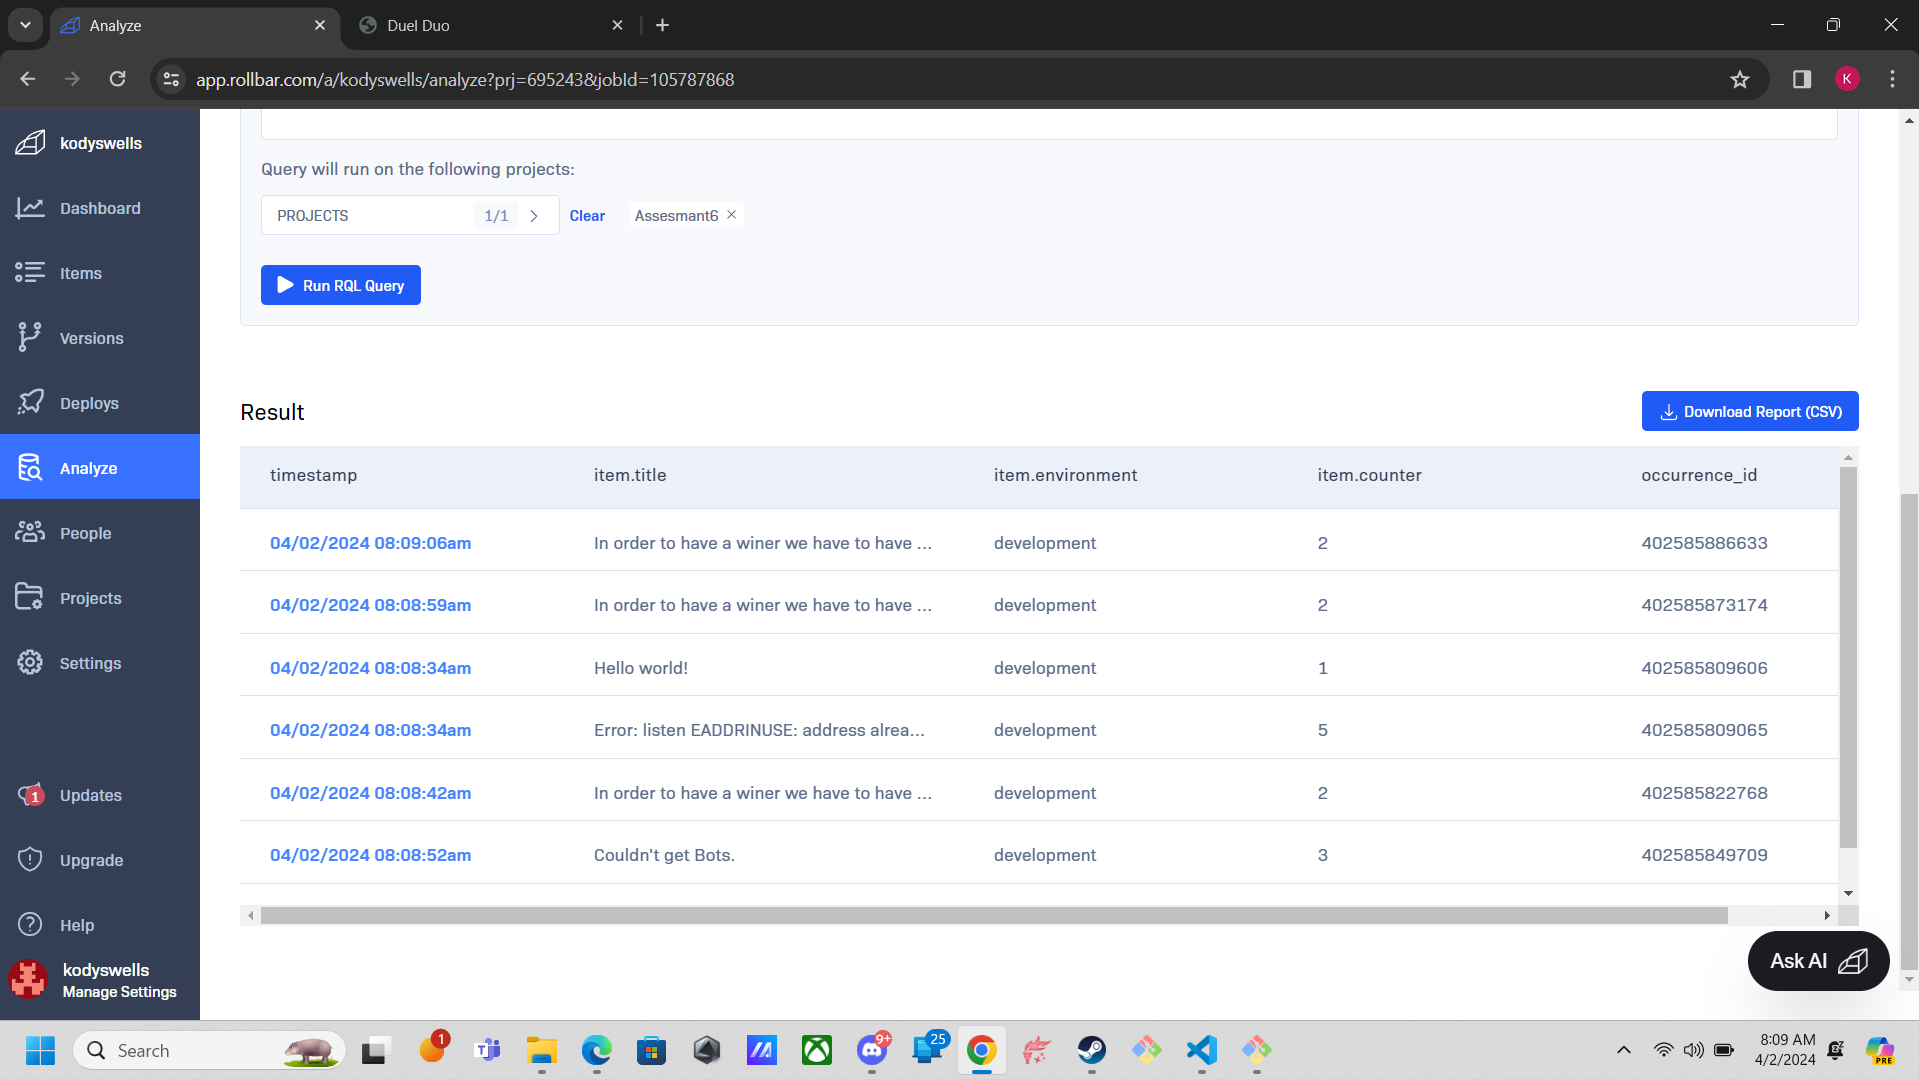 Analyze
Duel Duo
app.rollbar.com/a/kodyswells/analyze?prj=695243&jobId=105787868
K
kodyswells
Dashboard
Items
Versions
Deploys
Analyze
People
Projects
Settings
1
Updates
Upgrade
Help
kodyswells
Manage Settings
Query will run on the following projects:
PROJECTS 1/1 Clear Assesmant6
Run RQL Query
Result
Download Report (CSV)
timestamp item.title item.environment item.counter occurrence_id
04/02/2024 08:09:06am In order to have a winer we have to have ... development 2 402585886633
04/02/2024 08:08:59am In order to have a winer we have to have ... development 2 402585873174
04/02/2024 08:08:34am Hello world! development 1 402585809606
04/02/2024 08:08:34am Error: listen EADDRINUSE: address alrea... development 5 402585809065
04/02/2024 08:08:42am In order to have a winer we have to have ... development 2 402585822768
04/02/2024 08:08:52am Couldn't get Bots. development 3 402585849709
Ask AI
Search
1
9+
25
8:09 AM
4/2/2024
PRE